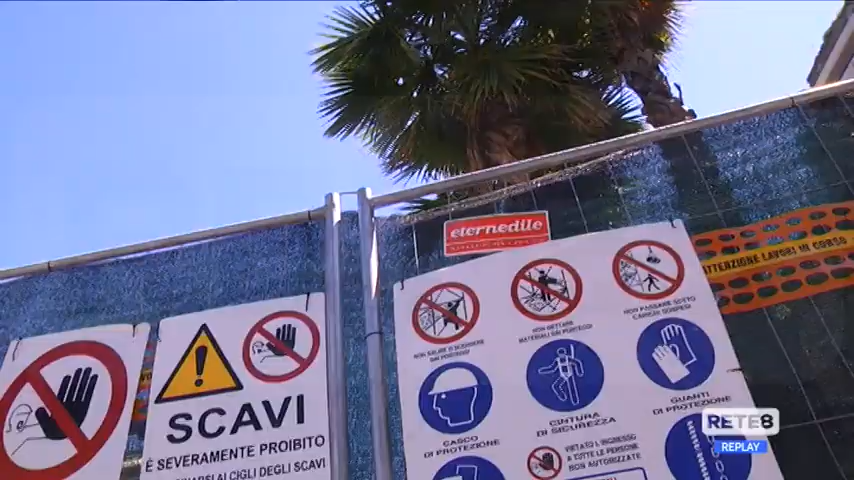 eternedile
ATTENZIONE LAVORI IN CORSO
NON SALIRE O SCENDERE
NON GETTARE
MATERIALI DAI PONTEGGI
NON PASSARE SOTTO
CARICHI SOSPESI
SCAVI
È SEVERAMENTE PROIBITO
CASCO
DI PROTEZIONE
CINTURA
DI SICUREZZA
GUANTI
DI PROTEZIONE
VIETATO L'INGRESSO
A TUTTE LE PERSONE
NON AUTORIZZATE
RETE8
REPLAY